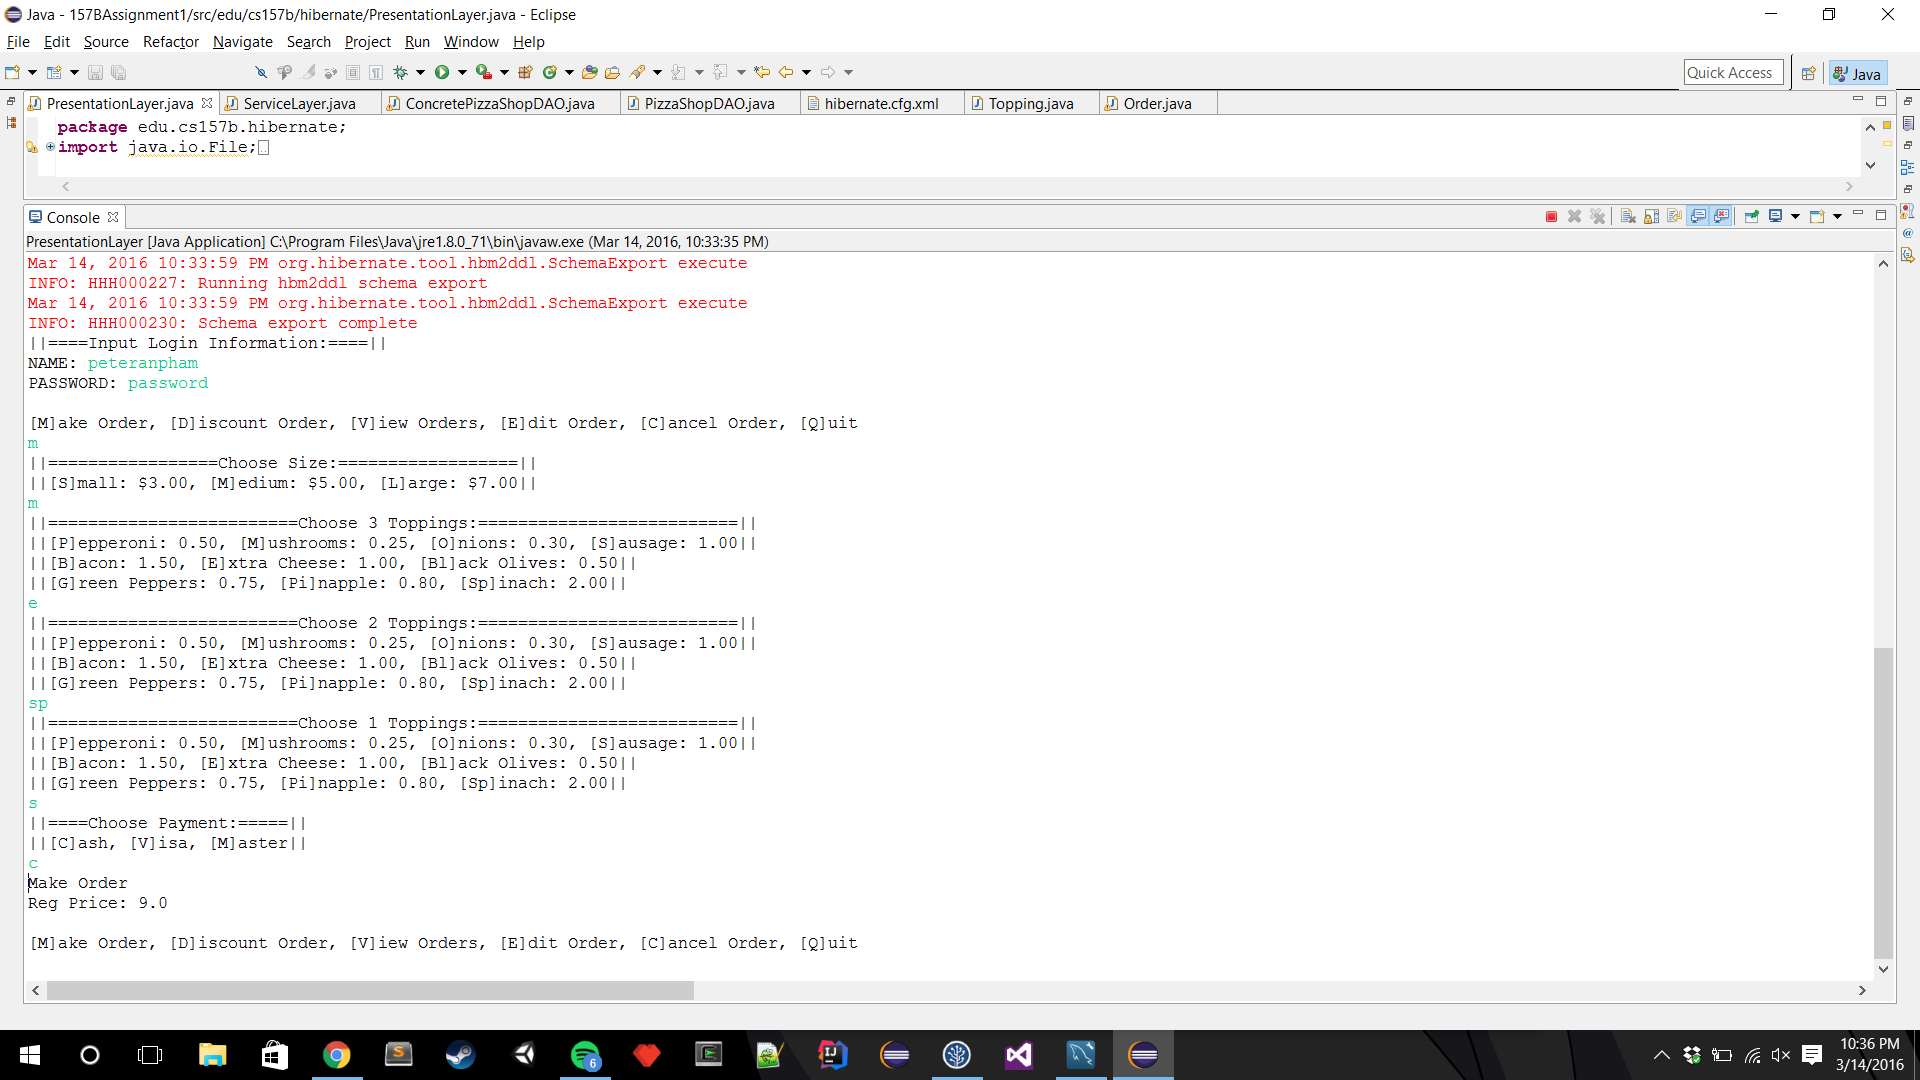 Java - 157BAssignment1/src/edu/cs157b/hibernate/PresentationLayer.java - Eclipse
File Edit Source Refactor Navigate Search Project Run Window Help
Quick Access Java
PresentationLayer.java ServiceLayer.java ConcretePizzaShopDAO.java PizzaShopDAO.java hibernate.cfg.xml Topping.java Order.java
package edu.cs157b.hibernate;
import java.io.File;
Console
PresentationLayer [Java Application] C:\Program Files\Java\jre1.8.0_71\bin\javaw.exe (Mar 14, 2016, 10:33:35 PM)
Mar 14, 2016 10:33:59 PM org.hibernate.tool.hbm2ddl.SchemaExport execute
INFO: HHH000227: Running hbm2ddl schema export
Mar 14, 2016 10:33:59 PM org.hibernate.tool.hbm2ddl.SchemaExport execute
INFO: HHH000230: Schema export complete
||====Input Login Information:====||
NAME: peteranpham
PASSWORD: password
[M]ake Order, [D]iscount Order, [V]iew Orders, [E]dit Order, [C]ancel Order, [Q]uit
m
||=================Choose Size:==================||
||[S]mall: $3.00, [M]edium: $5.00, [L]arge: $7.00||
m
||=========================Choose 3 Toppings:==========================||
||[P]epperoni: 0.50, [M]ushrooms: 0.25, [O]nions: 0.30, [S]ausage: 1.00||
||[B]acon: 1.50, [E]xtra Cheese: 1.00, [Bl]ack Olives: 0.50||
||[G]reen Peppers: 0.75, [Pi]napple: 0.80, [Sp]inach: 2.00||
e
||=========================Choose 2 Toppings:==========================||
||[P]epperoni: 0.50, [M]ushrooms: 0.25, [O]nions: 0.30, [S]ausage: 1.00||
||[B]acon: 1.50, [E]xtra Cheese: 1.00, [Bl]ack Olives: 0.50||
||[G]reen Peppers: 0.75, [Pi]napple: 0.80, [Sp]inach: 2.00||
sp
||=========================Choose 1 Toppings:==========================||
||[P]epperoni: 0.50, [M]ushrooms: 0.25, [O]nions: 0.30, [S]ausage: 1.00||
||[B]acon: 1.50, [E]xtra Cheese: 1.00, [Bl]ack Olives: 0.50||
||[G]reen Peppers: 0.75, [Pi]napple: 0.80, [Sp]inach: 2.00||
s
||====Choose Payment:=====||
||[C]ash, [V]isa, [M]aster||
c
Make Order
Reg Price: 9.0
[M]ake Order, [D]iscount Order, [V]iew Orders, [E]dit Order, [C]ancel Order, [Q]uit
10:36 PM
3/14/2016